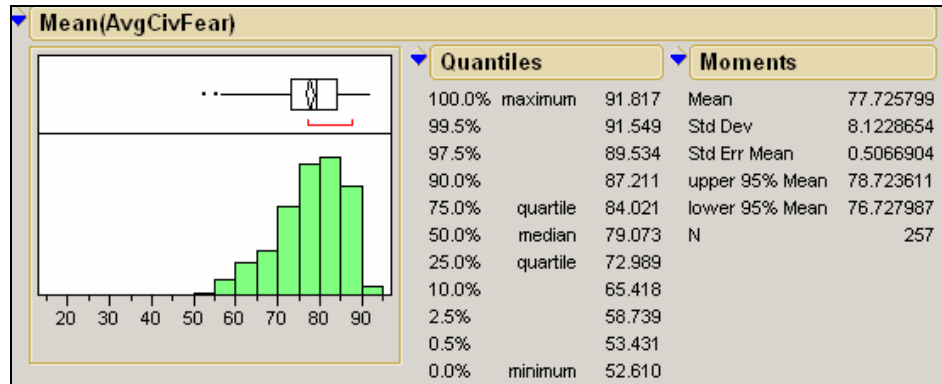 Mean(AvgCivFear)
20 30 40 50 60 70 80 90
Quantiles
100.0% maximum 91.817
99.5% 91.549
97.5% 89.534
90.0% 87.211
75.0% quartile 84.021
50.0% median 79.073
25.0% quartile 72.989
10.0% 65.418
2.5% 58.739
0.5% 53.431
0.0% minimum 52.610
Moments
Mean 77.725799
Std Dev 8.1228654
Std Err Mean 0.5066904
upper 95% Mean 78.723611
lower 95% Mean 76.727987
N 257